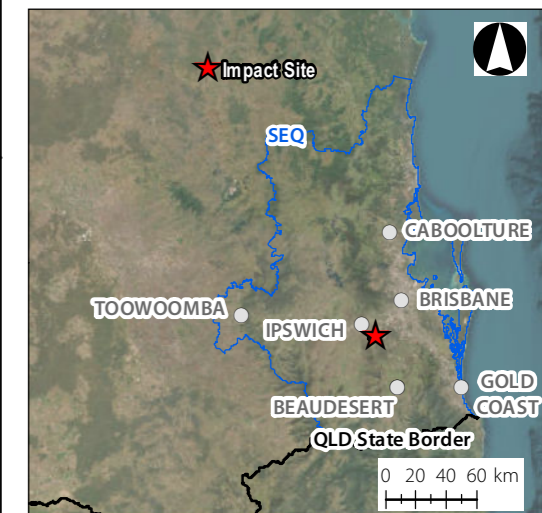 Impact Site
SEQ
CABOOLTURE
BRISBANE
TOOWOOMBA
IPSWICH
GOLD
COAST
BEAUDESERT
QLD State Border
0 20 40 60 km